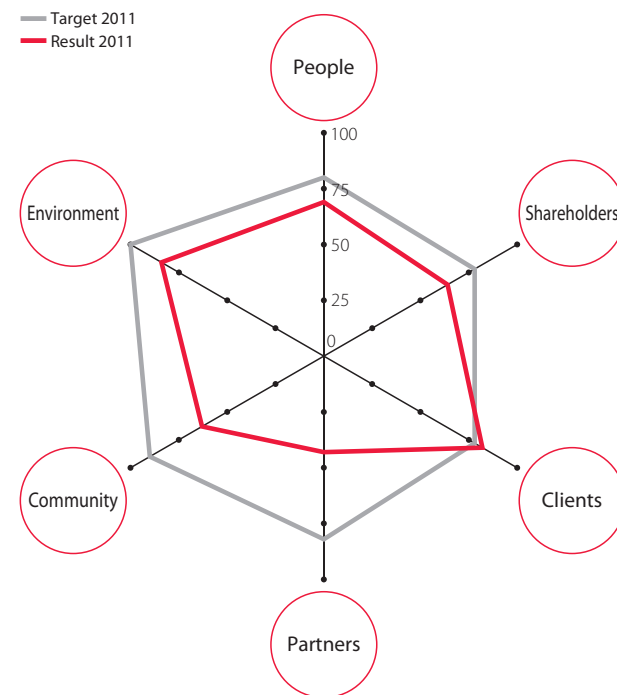 Target 2011
Result 2011
People
100
75
50
25
0
Environment
Shareholders
Community
Clients
Partners